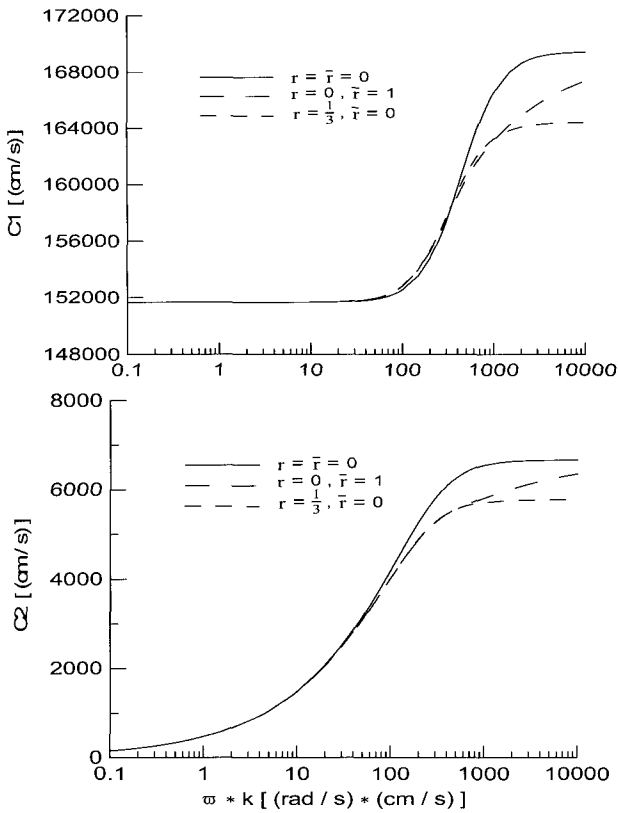 172000
168000
164000
160000
156000
152000
148000
C1 [ (cm/ s) ]
r = r̄ = 0
r = 0 , r̄ = 1
r = 1/3 , r̄ = 0
0.1 1 10 100 1000 10000
8000
6000
4000
2000
0
C2 [ (cm/ s) ]
r = r̄ = 0
r = 0 , r̄ = 1
r = 1/3 , r̄ = 0
0.1 1 10 100 1000 10000
ϖ * k [ (rad / s) * (cm / s) ]